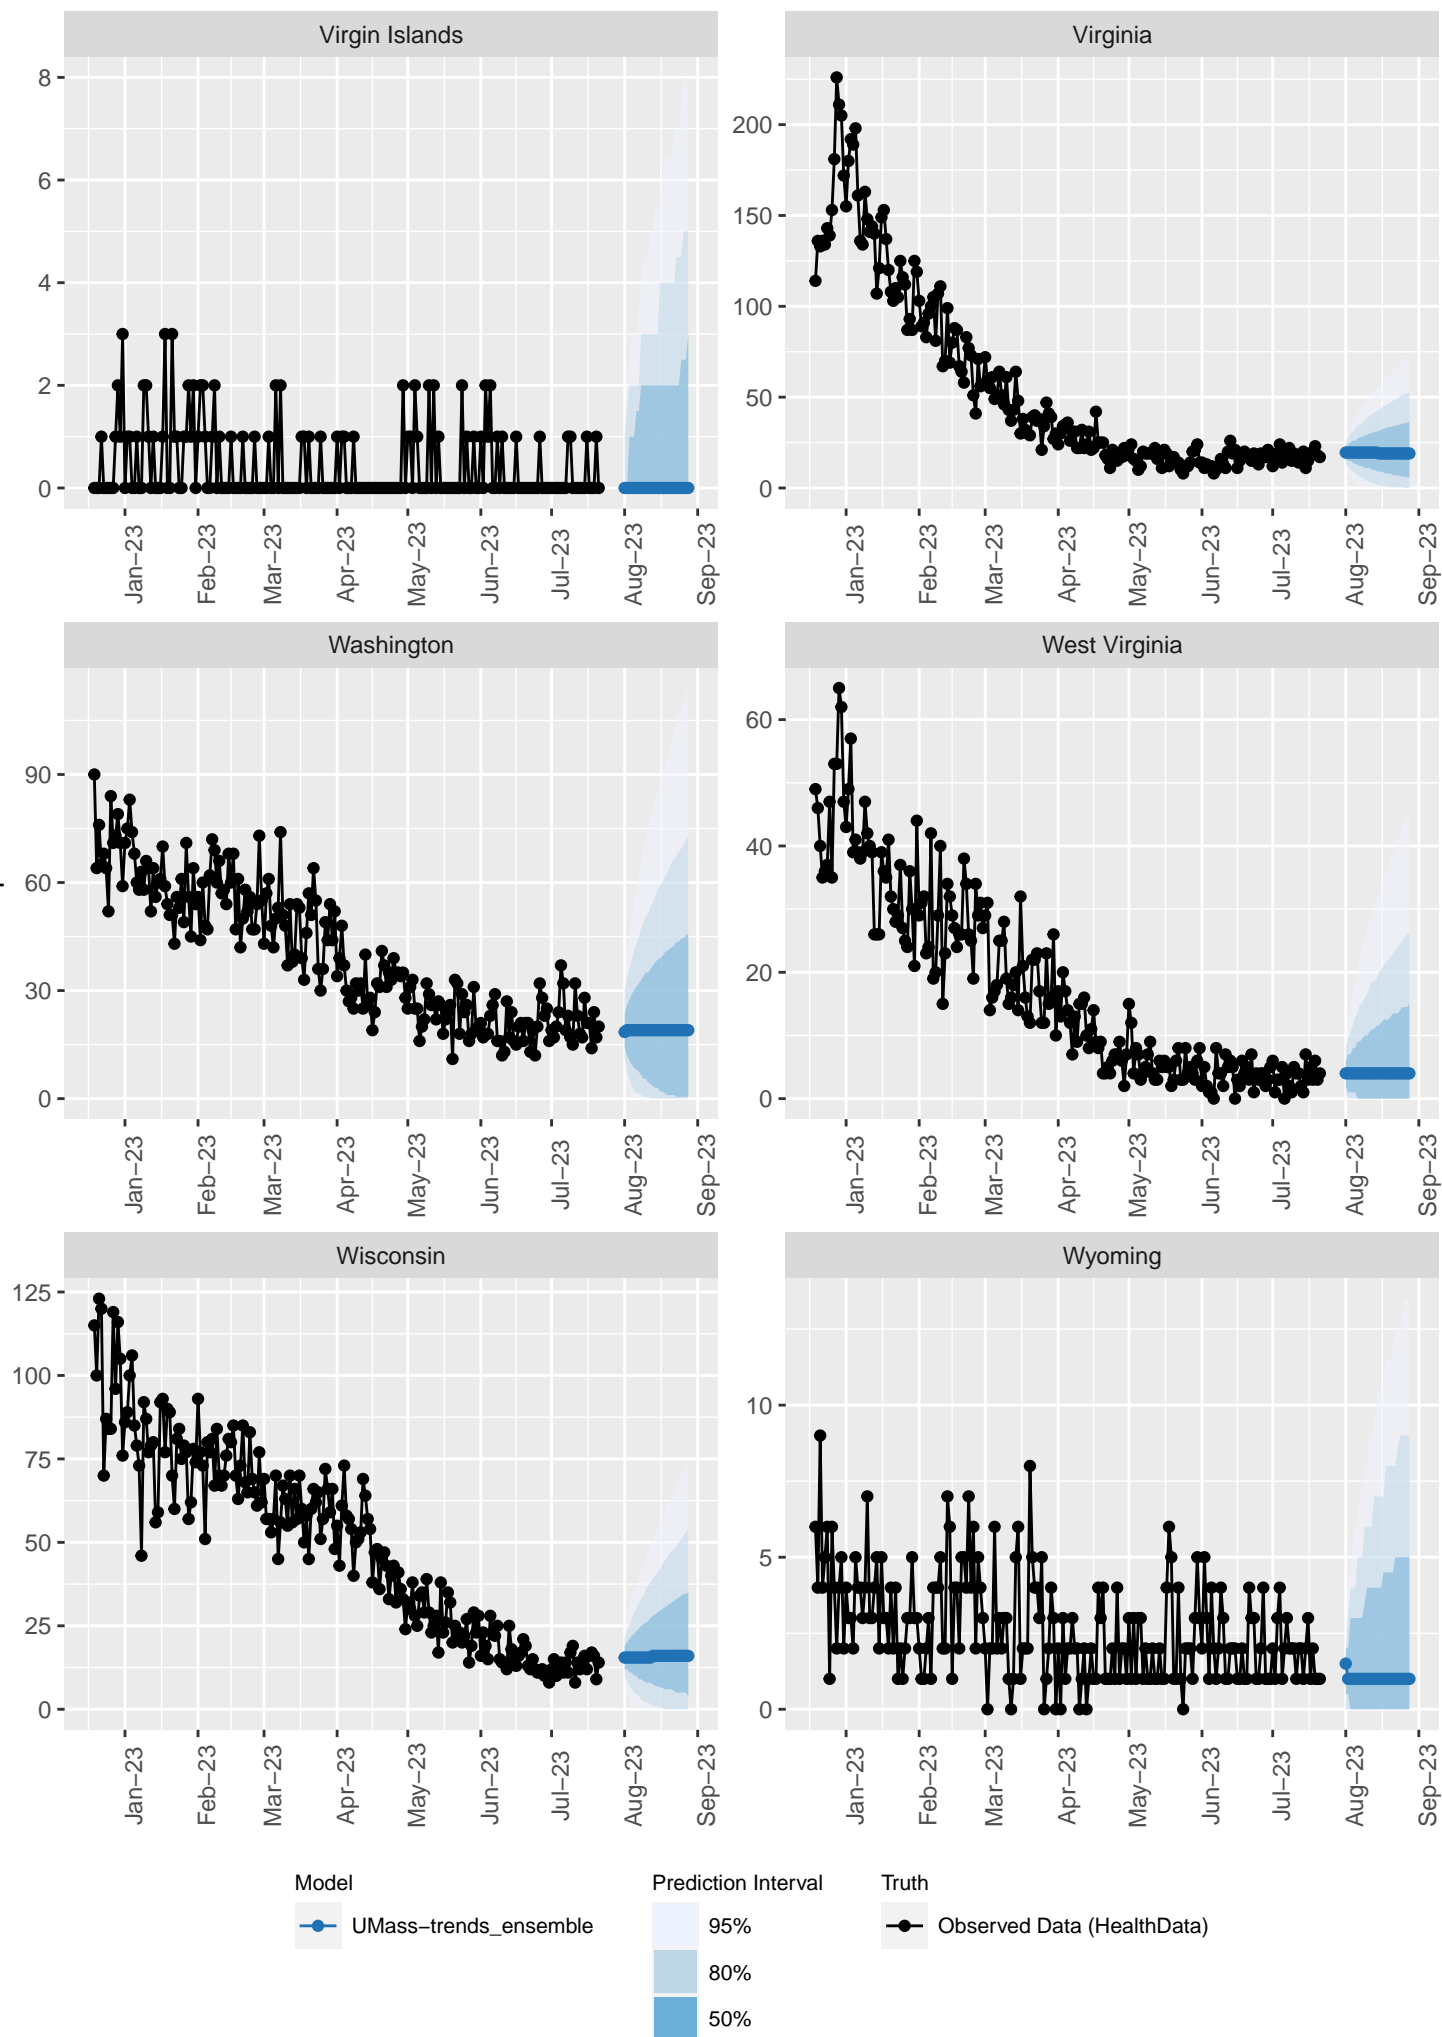 Virgin Islands
Virginia
8
6
4
2
0
200
150
100
50
0
Jan−23
Feb−23
Mar−23
Apr−23
May−23
Jun−23
Jul−23
Aug−23
Sep−23
Jan−23
Feb−23
Mar−23
Apr−23
May−23
Jun−23
Jul−23
Aug−23
Sep−23
Washington
West Virginia
90
60
30
0
60
40
20
0
Jan−23
Feb−23
Mar−23
Apr−23
May−23
Jun−23
Jul−23
Aug−23
Sep−23
Jan−23
Feb−23
Mar−23
Apr−23
May−23
Jun−23
Jul−23
Aug−23
Sep−23
Wisconsin
Wyoming
125
100
75
50
25
0
10
5
0
Jan−23
Feb−23
Mar−23
Apr−23
May−23
Jun−23
Jul−23
Aug−23
Sep−23
Jan−23
Feb−23
Mar−23
Apr−23
May−23
Jun−23
Jul−23
Aug−23
Sep−23
Model
UMass−trends_ensemble
Prediction Interval
95%
80%
50%
Truth
Observed Data (HealthData)